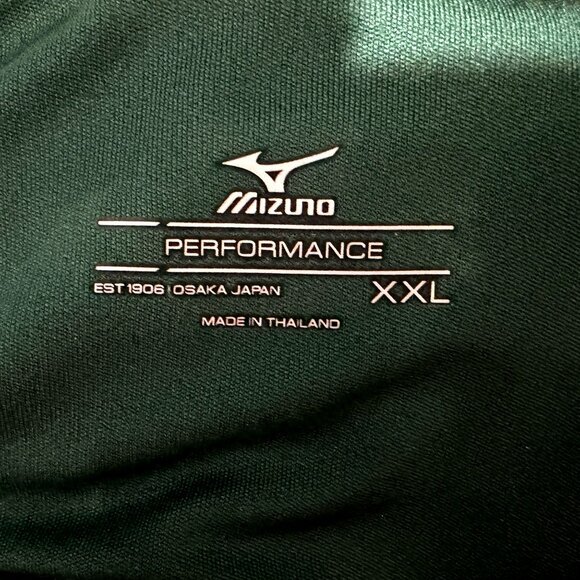 MIZUNO
PERFORMANCE
EST 1906 OSAKA JAPAN XXL
MADE IN THAILAND